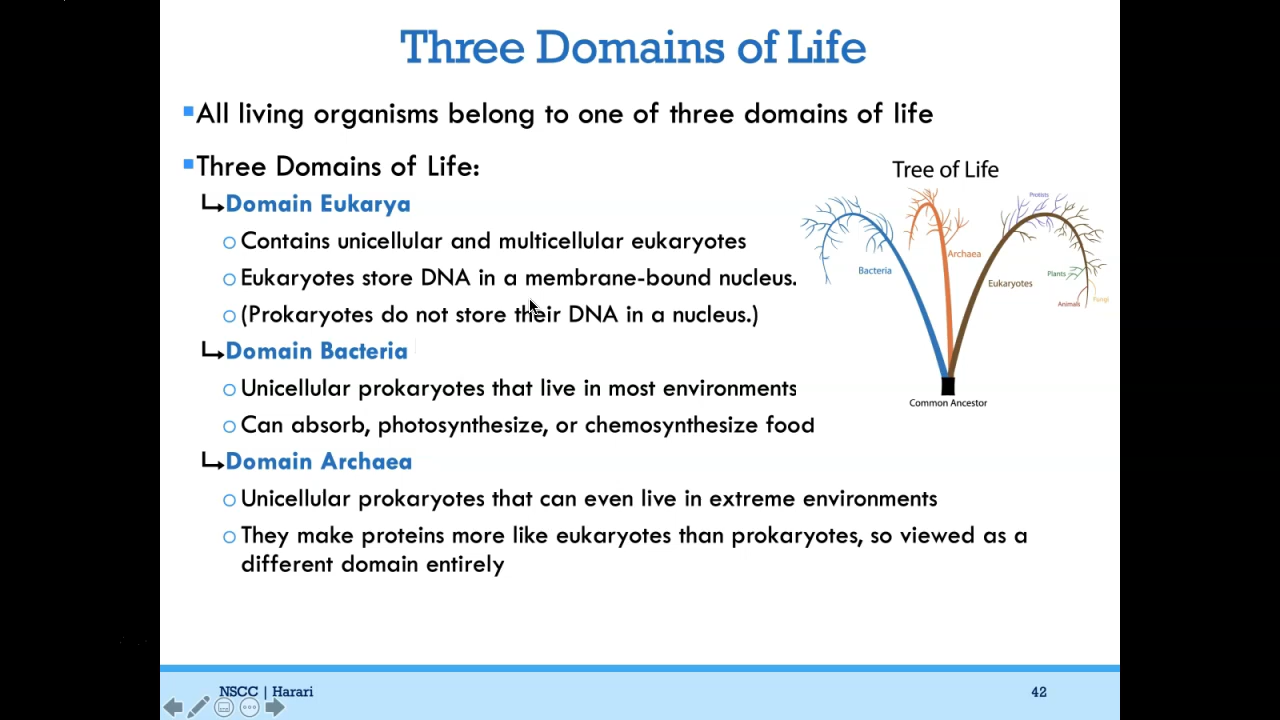 Three Domains of Life
All living organisms belong to one of three domains of life
Three Domains of Life:
Domain Eukarya
Contains unicellular and multicellular eukaryotes
Eukaryotes store DNA in a membrane-bound nucleus.
(Prokaryotes do not store their DNA in a nucleus.)
Domain Bacteria
Unicellular prokaryotes that live in most environments
Can absorb, photosynthesize, or chemosynthesize food
Domain Archaea
Unicellular prokaryotes that can even live in extreme environments
They make proteins more like eukaryotes than prokaryotes, so viewed as a
different domain entirely
Tree of Life
Protists
Archaea
Bacteria
Plants
Eukaryotes
Fungi
Animals
Common Ancestor
NSCC | Harari
42